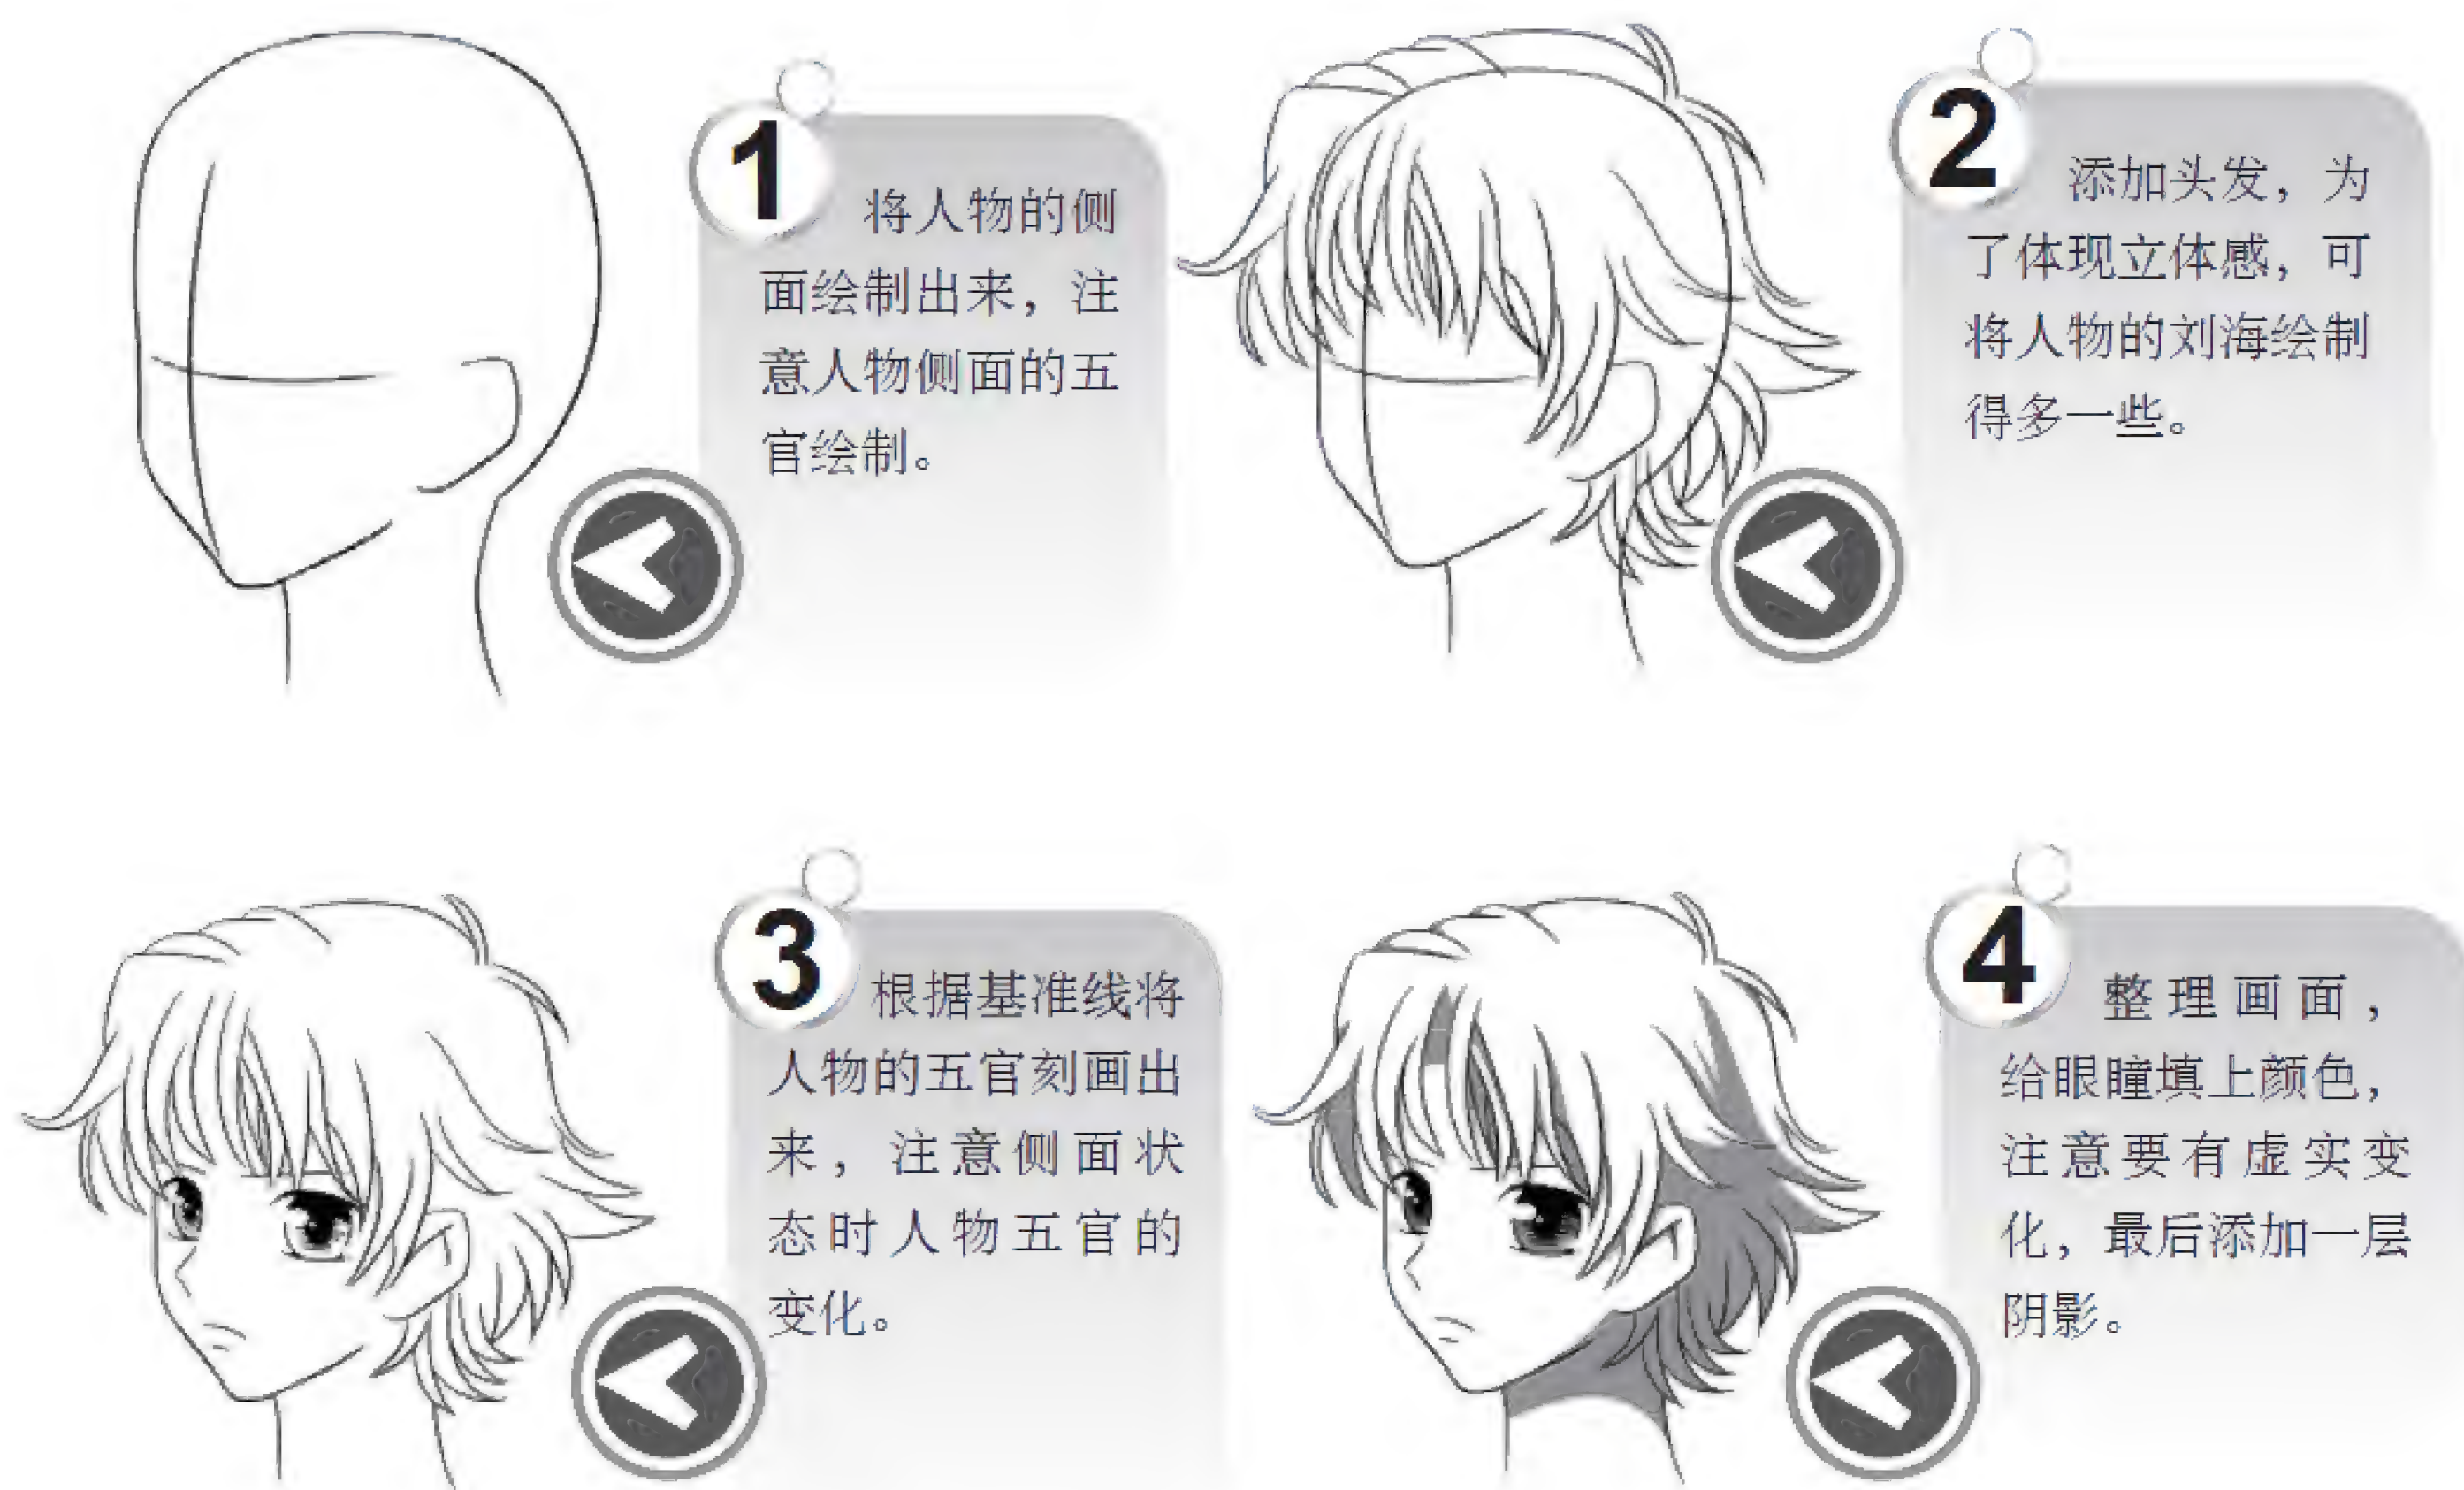 1
将人物的侧
面绘制出来，注
意人物侧面的五
官绘制。
2
添加头发，为
了体现立体感，可
将人物的刘海绘制
得多一些。
3
根据基准线将
人物的五官刻画出
来，注意侧面状
态时人物五官的
变化。
4
整理画面，
给眼瞳填上颜色，
注意要有虚实变
化，最后添加一层
阴影。